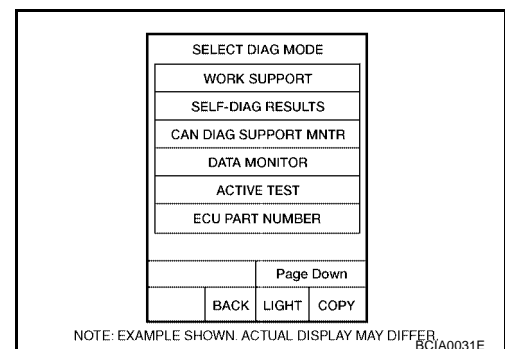 SELECT DIAG MODE
WORK SUPPORT
SELF-DIAG RESULTS
CAN DIAG SUPPORT MNTR
DATA MONITOR
ACTIVE TEST
ECU PART NUMBER
Page Down
BACK LIGHT COPY
NOTE: EXAMPLE SHOWN. ACTUAL DISPLAY MAY DIFFER.
BCIA0031E